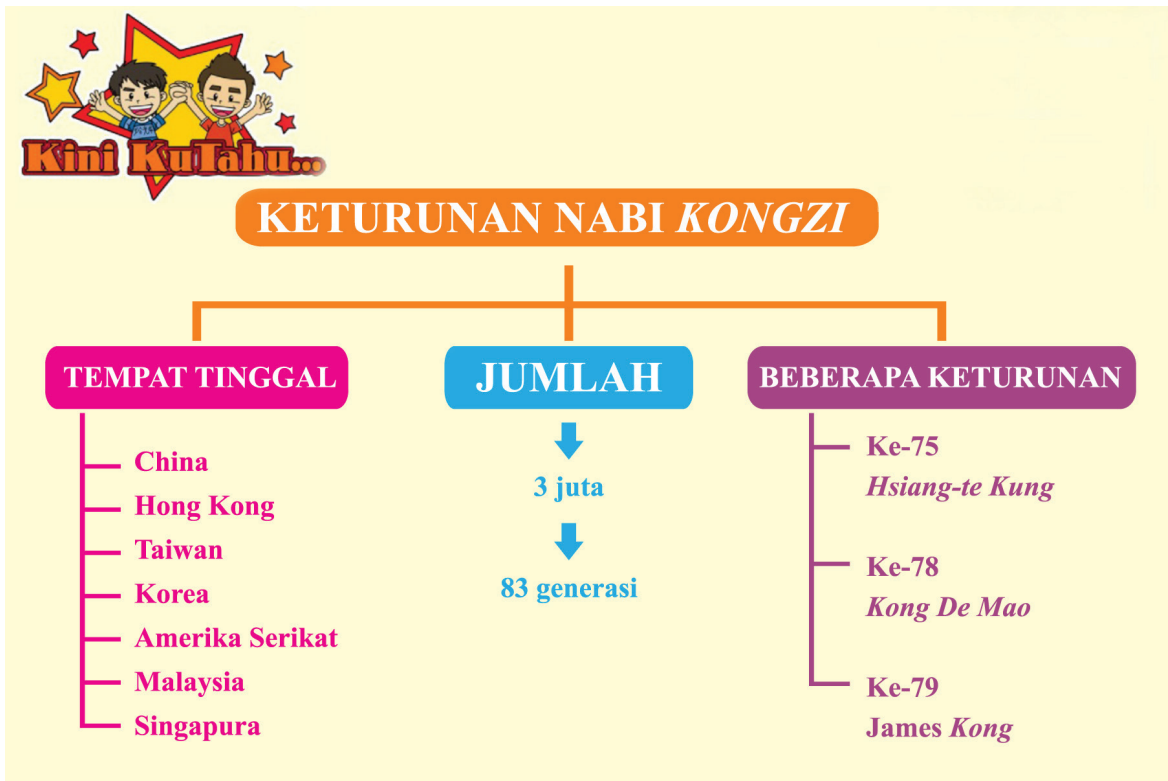 Kini KuTahu...
KETURUNAN NABI KONGZI
TEMPAT TINGGAL
China
Hong Kong
Taiwan
Korea
Amerika Serikat
Malaysia
Singapura
JUMLAH
3 juta
83 generasi
BEBERAPA KETURUNAN
Ke-75
Hsiang-te Kung
Ke-78
Kong De Mao
Ke-79
James Kong